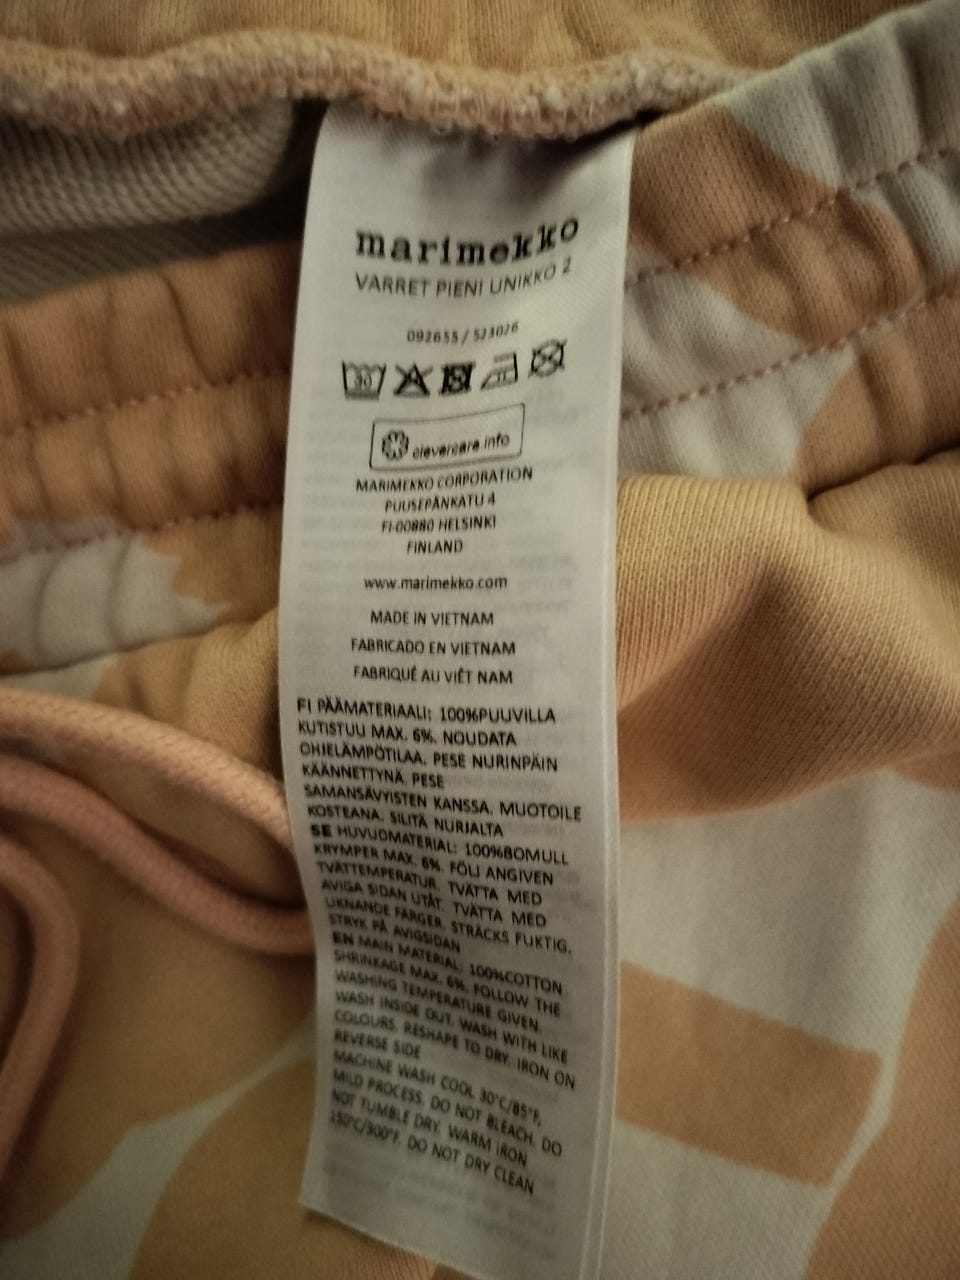 marimekko
VARRET PIENI UNIKKO 2
092655 / 523026
30
clevercare.info
MARIMEKKO CORPORATION
PUUSEPÄNKATU 4
FI-00880 HELSINKI
FINLAND
www.marimekko.com
MADE IN VIETNAM
FABRICADO EN VIETNAM
FABRIQUÉ AU VIÊT NAM
FI PÄÄMATERIAALI: 100%PUUVILLA
KUTISTUU MAX. 6%. NOUDATA
OHJELÄMPÖTILAA. PESE NURINPÄIN
KÄÄNNETTYNÄ. PESE
SAMANSÄVYISTEN KANSSA. MUOTOILE
KOSTEANA. SILITÄ NURJALTA
SE HUVUDMATERIAL: 100%BOMULL
KRYMPER MAX. 6%. FÖLJ ANGIVEN
TVÄTTEMPERATUR. TVÄTTA MED
AVIGA SIDAN UTÅT. TVÄTTA MED
LIKNANDE FÄRGER. STRÄCKS FUKTIG.
STRYK PÅ AVIGSIDAN
EN MAIN MATERIAL: 100%COTTON
SHRINKAGE MAX. 6%. FOLLOW THE
WASHING TEMPERATURE GIVEN.
WASH INSIDE OUT. WASH WITH LIKE
COLOURS. RESHAPE TO DRY. IRON ON
REVERSE SIDE
MACHINE WASH COOL 30°C/85°F,
MILD PROCESS. DO NOT BLEACH. DO
NOT TUMBLE DRY. WARM IRON
150°C/300°F. DO NOT DRY CLEAN